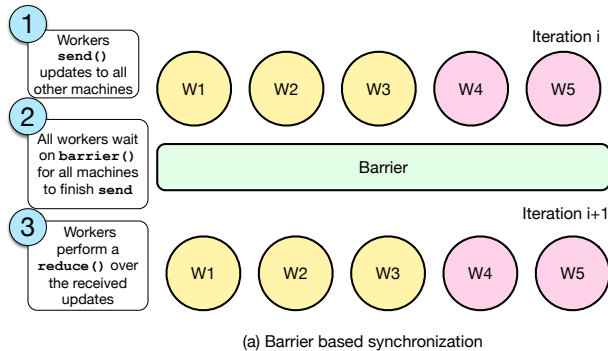 1
Workers
send()
updates to all
other machines
Iteration i
W1 W2 W3 W4 W5
2
All workers wait
on barrier()
for all machines
to finish send
Barrier
3
Workers
perform a
reduce() over
the received
updates
Iteration i+1
W1 W2 W3 W4 W5
(a) Barrier based synchronization